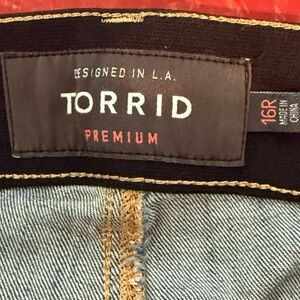 DESIGNED IN L.A.
TORRID
PREMIUM
16R
MADE IN
CHINA